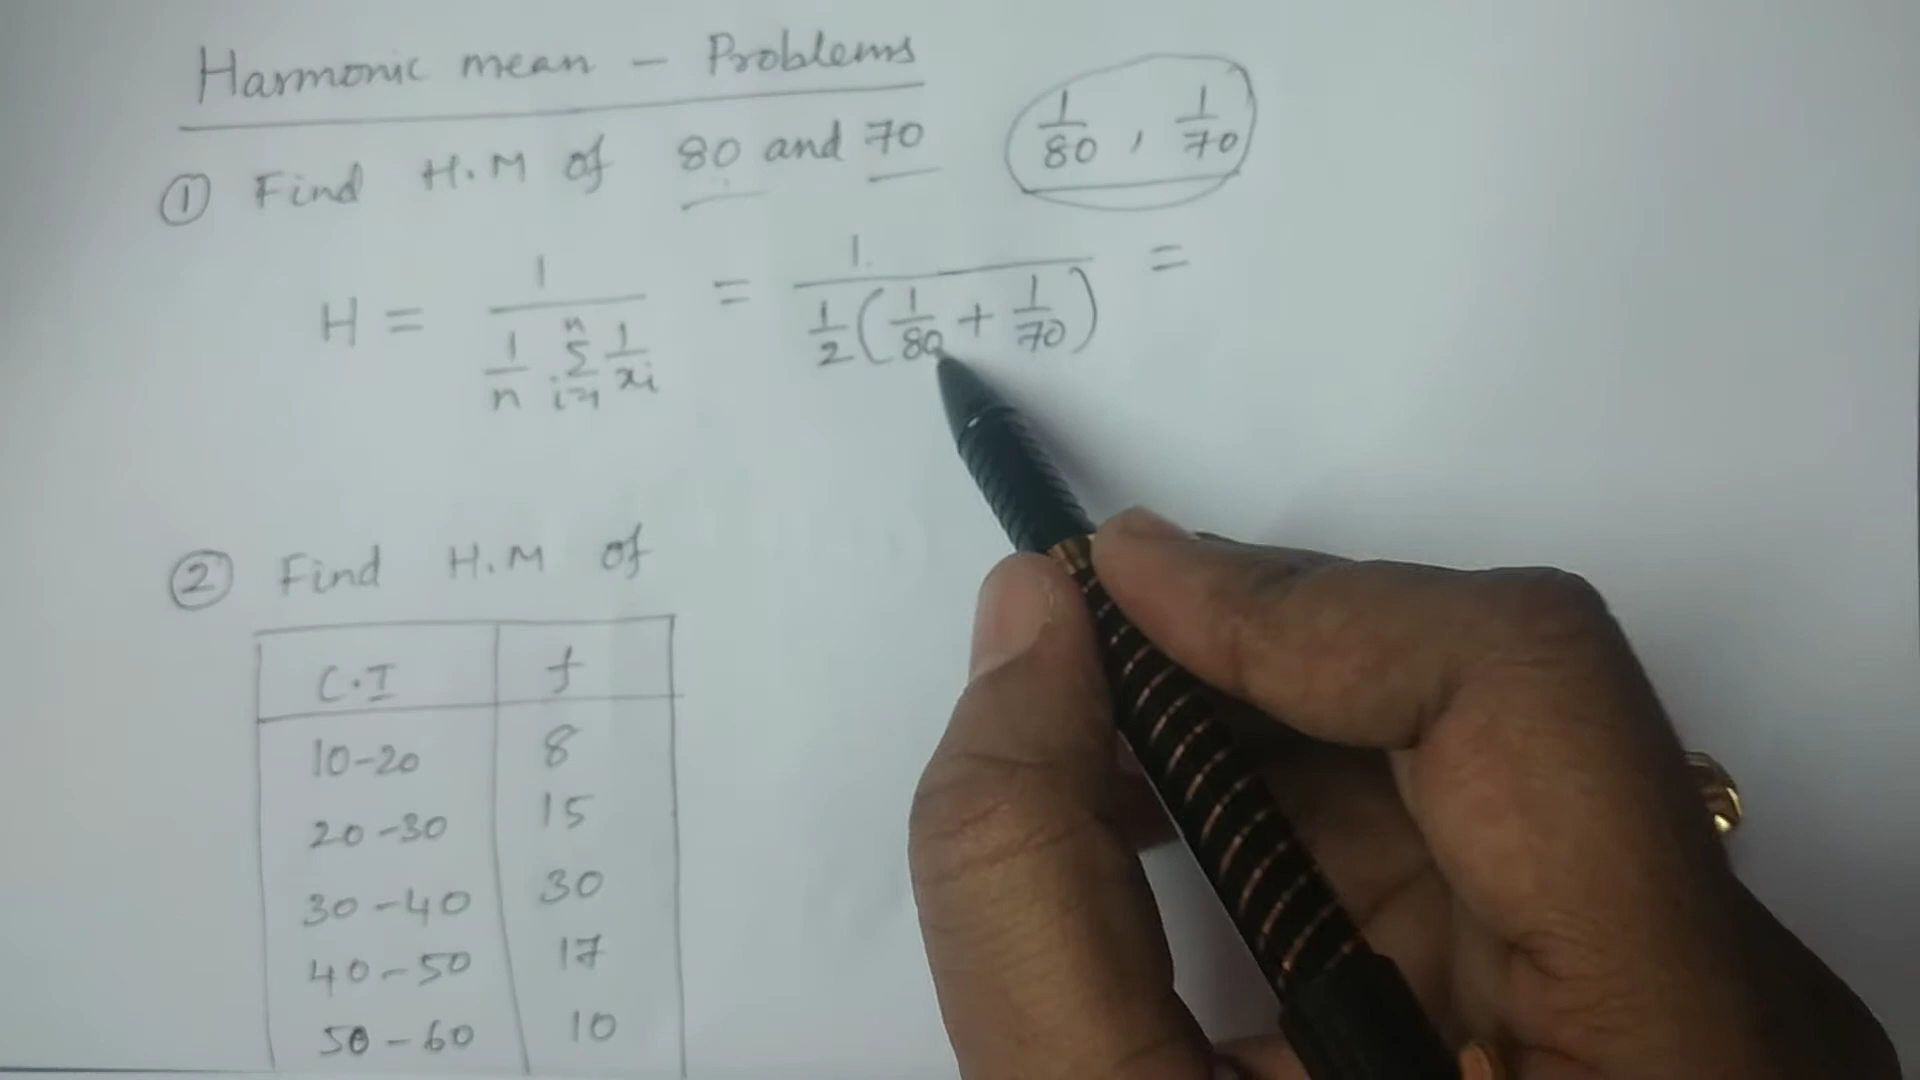 Harmonic mean - Problems
① Find H.M of 80 and 70
1/80 , 1/70
H = 1/(1/n Σ_{i=1}^{n} 1/xi) = 1/(1/2(1/80 + 1/70)) =
② Find H.M of
C.I f
10-20 8
20-30 15
30-40 30
40-50 17
50-60 10